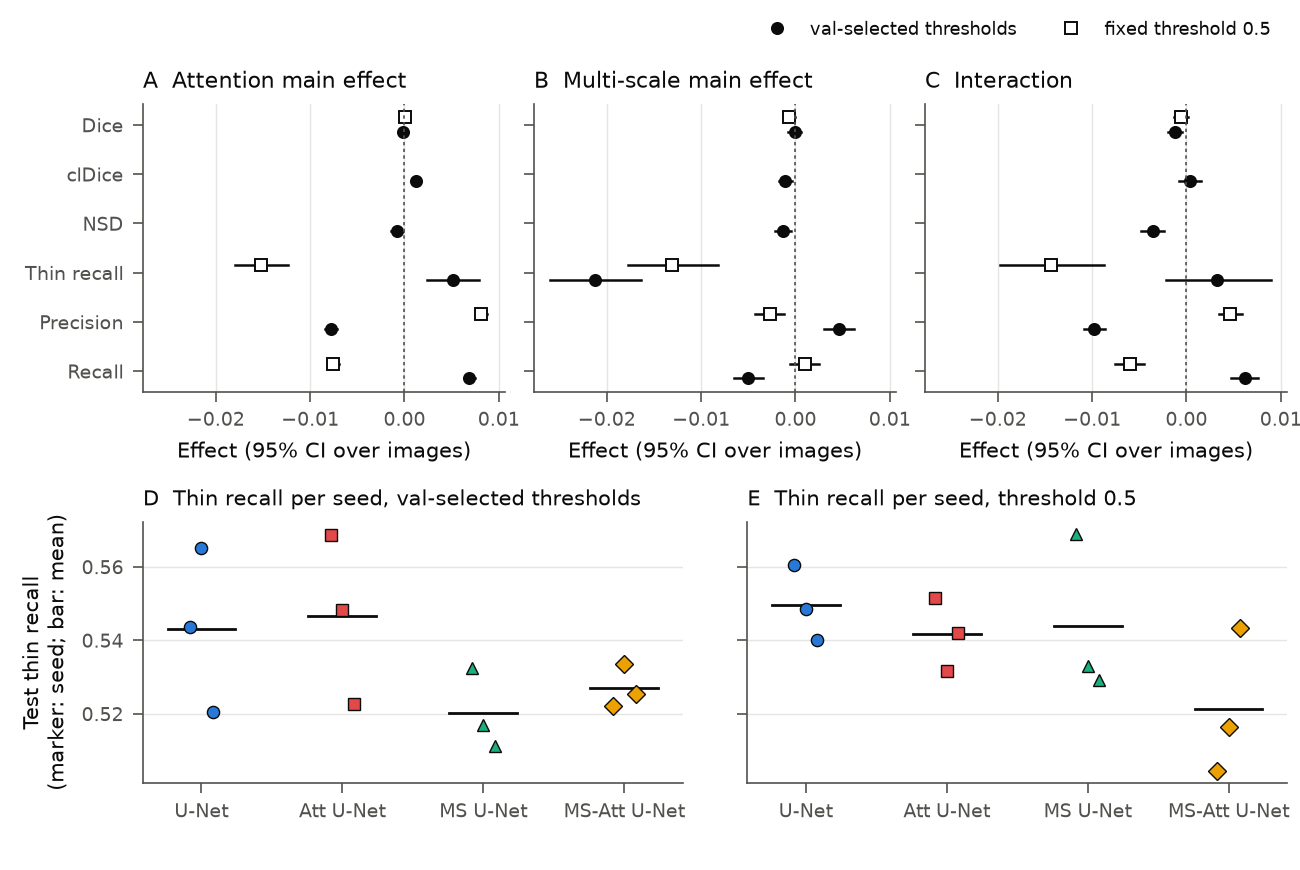 val-selected thresholds
fixed threshold 0.5
A Attention main effect
B Multi-scale main effect
C Interaction
Dice
clDice
NSD
Thin recall
Precision
Recall
−0.02 −0.01 0.00 0.01
−0.02 −0.01 0.00 0.01
−0.02 −0.01 0.00 0.01
Effect (95% CI over images)
Effect (95% CI over images)
Effect (95% CI over images)
D Thin recall per seed, val-selected thresholds
E Thin recall per seed, threshold 0.5
Test thin recall
(marker: seed; bar: mean)
0.56
0.54
0.52
U-Net Att U-Net MS U-Net MS-Att U-Net
U-Net Att U-Net MS U-Net MS-Att U-Net